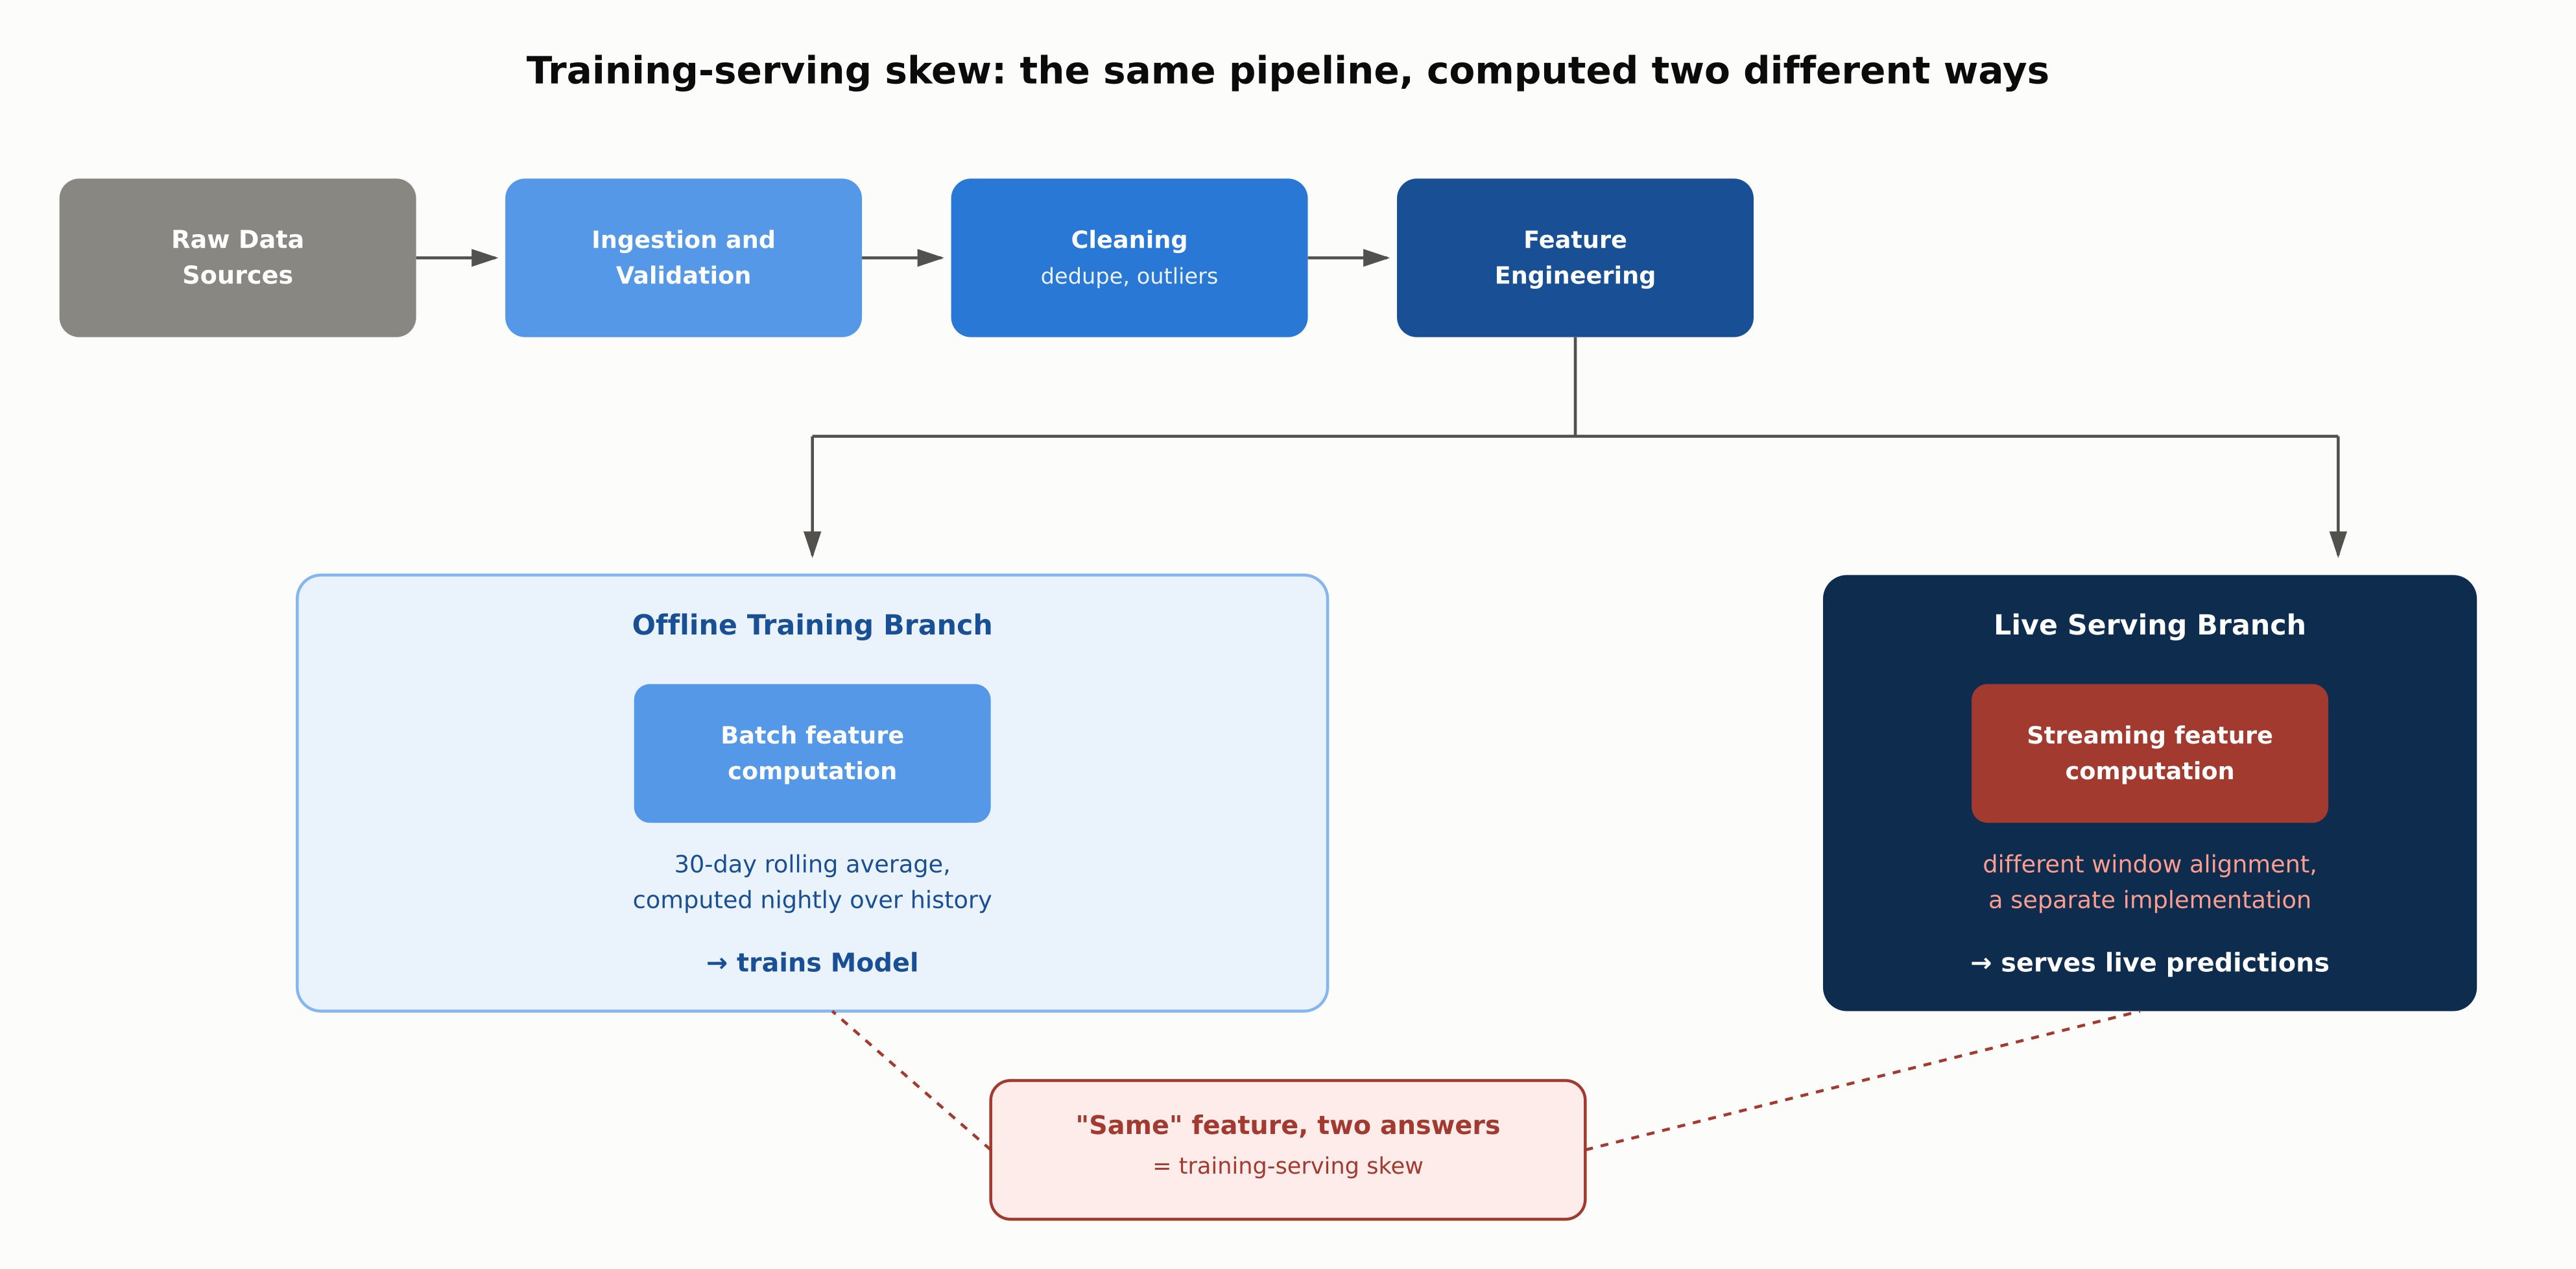 Training-serving skew: the same pipeline, computed two different ways
Raw Data
Sources
Ingestion and
Validation
Cleaning
dedupe, outliers
Feature
Engineering
Offline Training Branch
Batch feature
computation
30-day rolling average,
computed nightly over history
→ trains Model
Live Serving Branch
Streaming feature
computation
different window alignment,
a separate implementation
→ serves live predictions
"Same" feature, two answers
= training-serving skew